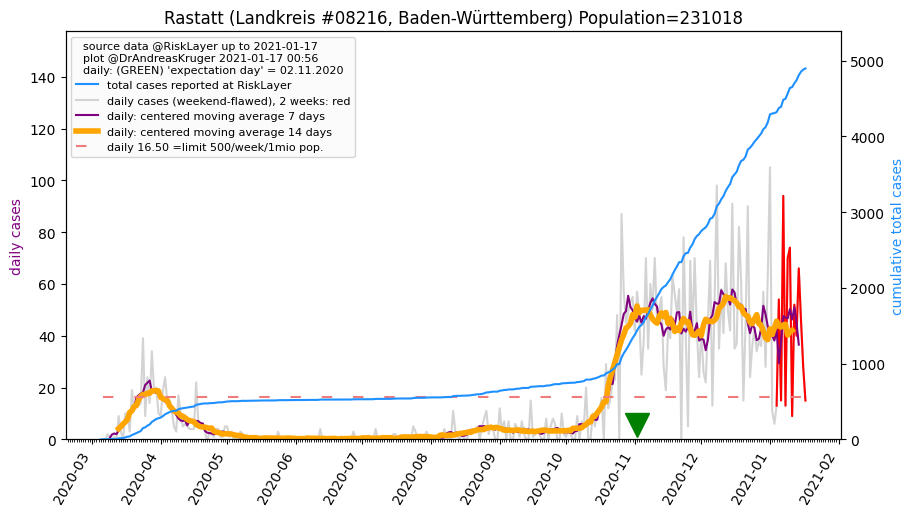 Rastatt (Landkreis #08216, Baden-Württemberg) Population=231018
source data @RiskLayer up to 2021-01-17
plot @DrAndreasKruger 2021-01-17 00:56
daily: (GREEN) 'expectation day' = 02.11.2020
total cases reported at RiskLayer
daily cases (weekend-flawed), 2 weeks: red
daily: centered moving average 7 days
daily: centered moving average 14 days
daily 16.50 =limit 500/week/1mio pop.
daily cases
140
120
100
80
60
40
20
0
cumulative total cases
5000
4000
3000
2000
1000
0
2020-03
2020-04
2020-05
2020-06
2020-07
2020-08
2020-09
2020-10
2020-11
2020-12
2021-01
2021-02